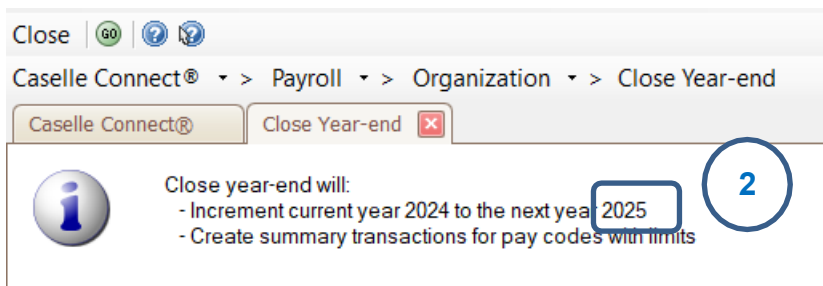 Close GO ? ?
Caselle Connect® > Payroll > Organization > Close Year-end
Caselle Connect® Close Year-end x
Close year-end will:
- Increment current year 2024 to the next year 2025
- Create summary transactions for pay codes with limits
2